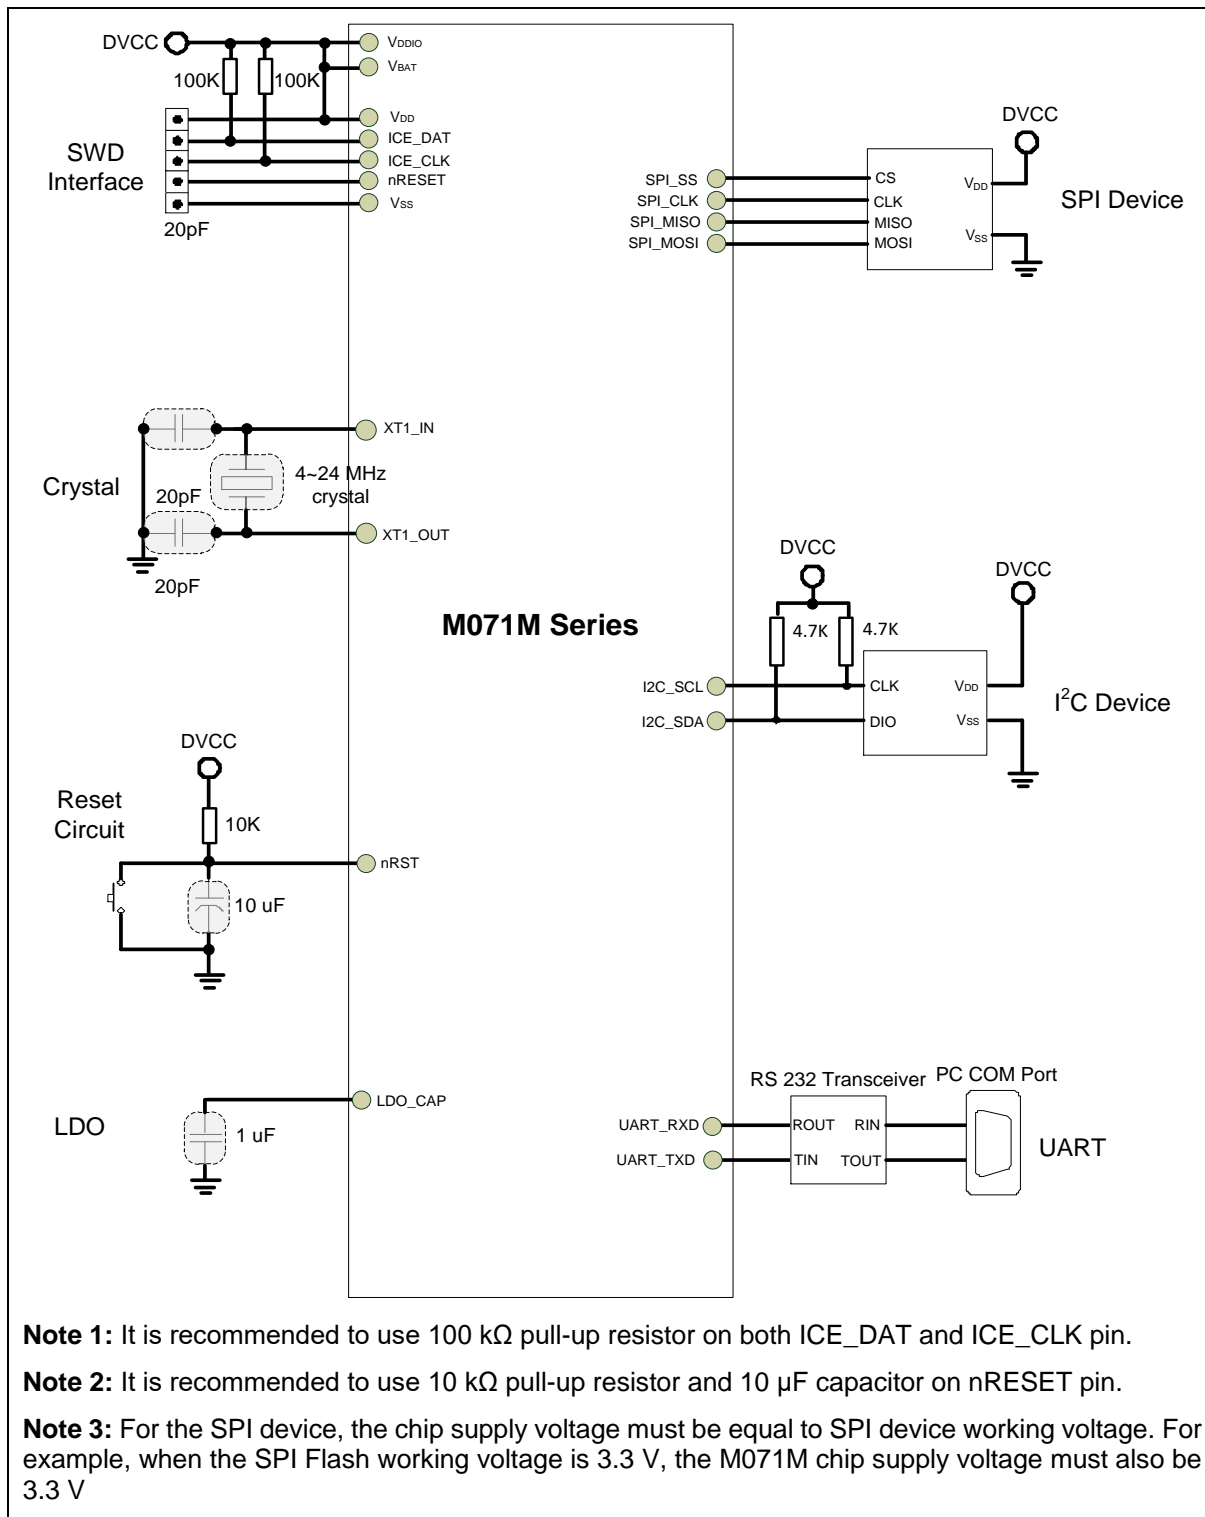 DVCC
100K
100K
SWD
Interface
20pF
VDDIO
VBAT
VDD
ICE_DAT
ICE_CLK
nRESET
VSS
SPI_SS
SPI_CLK
SPI_MISO
SPI_MOSI
CS
CLK
MISO
MOSI
VDD
VSS
DVCC
SPI Device
Crystal
20pF
20pF
4~24 MHz
crystal
XT1_IN
XT1_OUT
M071M Series
DVCC
4.7K
4.7K
I2C_SCL
I2C_SDA
CLK
DIO
VDD
VSS
DVCC
I²C Device
DVCC
Reset
Circuit
10K
10 uF
nRST
LDO
1 uF
LDO_CAP
RS 232 Transceiver
PC COM Port
UART_RXD
UART_TXD
ROUT
RIN
TIN
TOUT
UART
Note 1: It is recommended to use 100 kΩ pull-up resistor on both ICE_DAT and ICE_CLK pin.
Note 2: It is recommended to use 10 kΩ pull-up resistor and 10 µF capacitor on nRESET pin.
Note 3: For the SPI device, the chip supply voltage must be equal to SPI device working voltage. For
example, when the SPI Flash working voltage is 3.3 V, the M071M chip supply voltage must also be
3.3 V